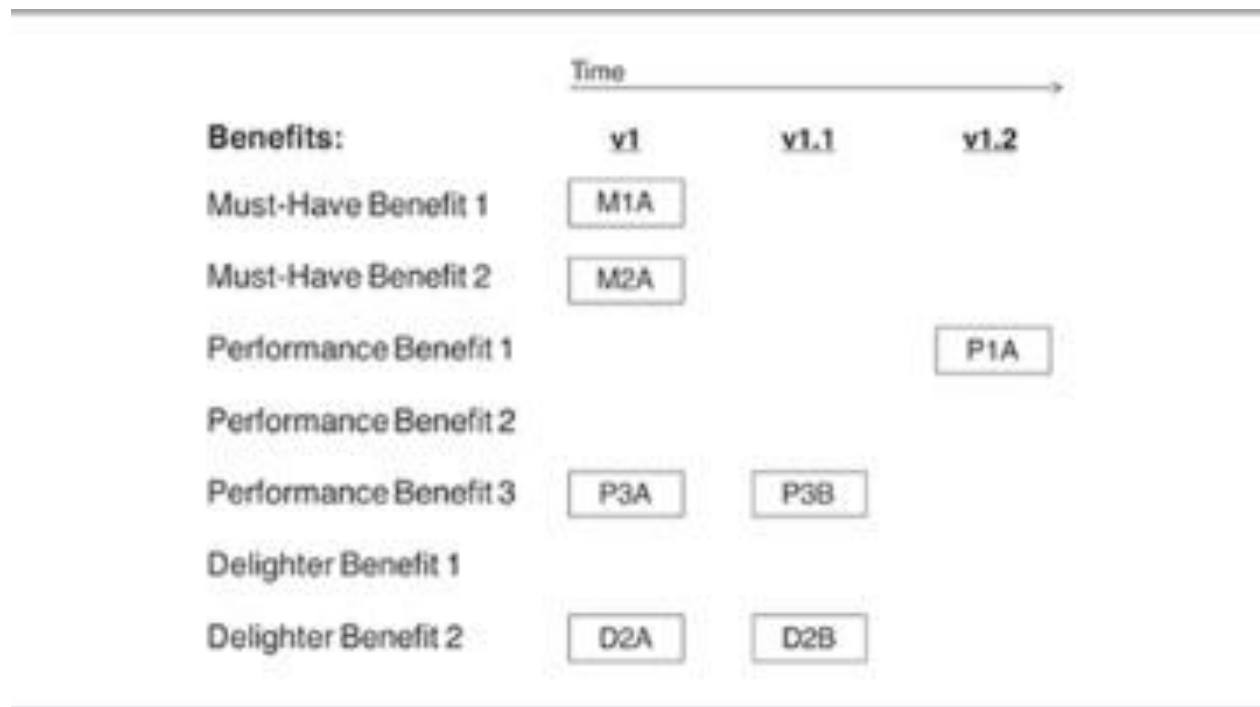 Time
Benefits: v1 v1.1 v1.2
Must-Have Benefit 1 M1A
Must-Have Benefit 2 M2A
Performance Benefit 1 P1A
Performance Benefit 2
Performance Benefit 3 P3A P3B
Delighter Benefit 1
Delighter Benefit 2 D2A D2B